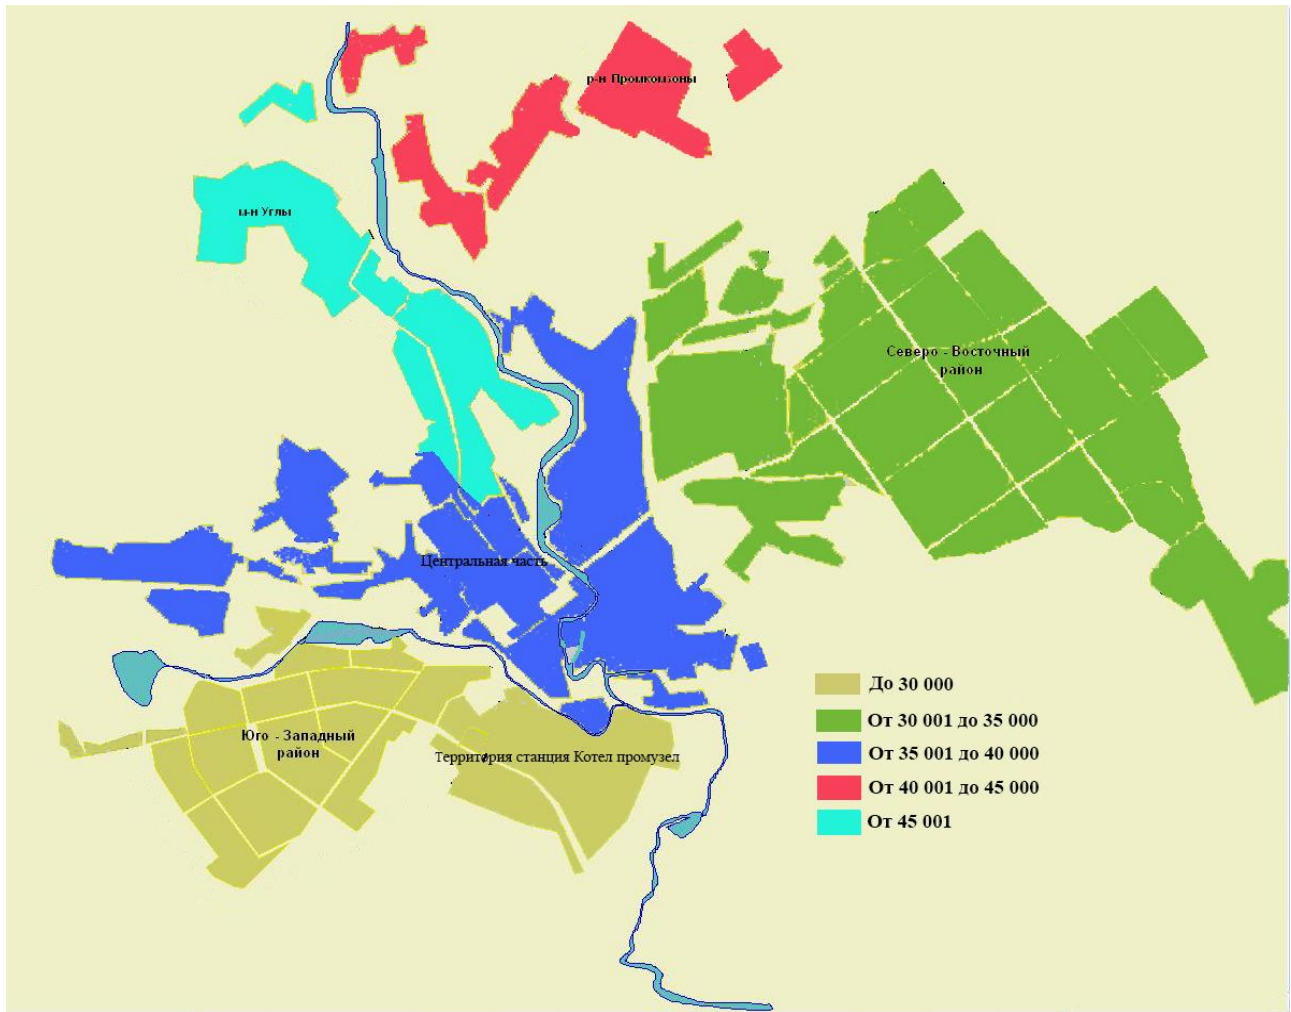 р-н Промкомзоны
м-н Углы
Северо - Восточный
район
Центральная часть
До 30 000
От 30 001 до 35 000
Юго - Западный
район
Территория станция Котел промузел
От 35 001 до 40 000
От 40 001 до 45 000
От 45 001